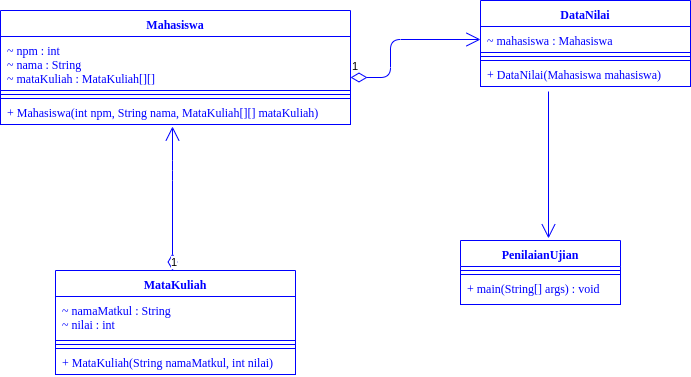 Mahasiswa
~ npm : int
~ nama : String
~ mataKuliah : MataKuliah[][]
+ Mahasiswa(int npm, String nama, MataKuliah[][] mataKuliah)
1
DataNilai
~ mahasiswa : Mahasiswa
+ DataNilai(Mahasiswa mahasiswa)
1
MataKuliah
~ namaMatkul : String
~ nilai : int
+ MataKuliah(String namaMatkul, int nilai)
PenilaianUjian
+ main(String[] args) : void